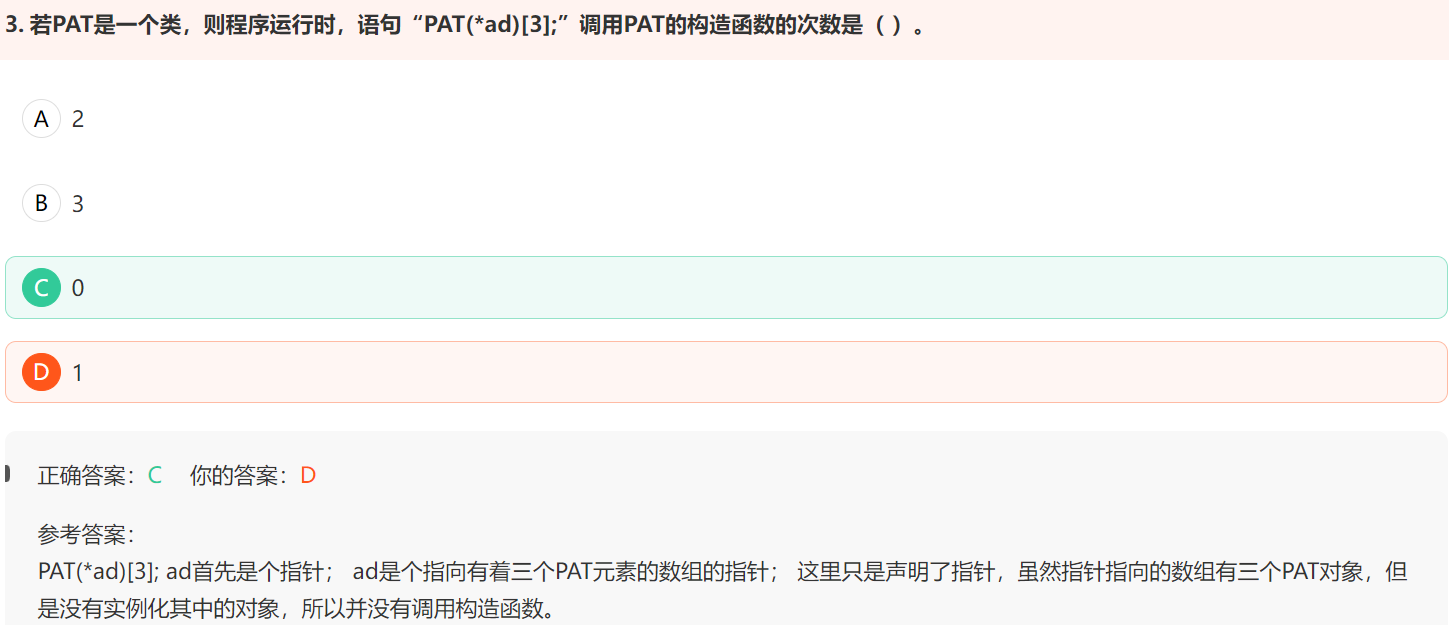 3. 若PAT是一个类，则程序运行时，语句“PAT(*ad)[3];”调用PAT的构造函数的次数是（ ）。
A 2
B 3
C 0
D 1
正确答案：C 你的答案：D
参考答案：
PAT(*ad)[3]; ad首先是个指针； ad是个指向有着三个PAT元素的数组的指针； 这里只是声明了指针，虽然指针指向的数组有三个PAT对象，但
是没有实例化其中的对象，所以并没有调用构造函数。